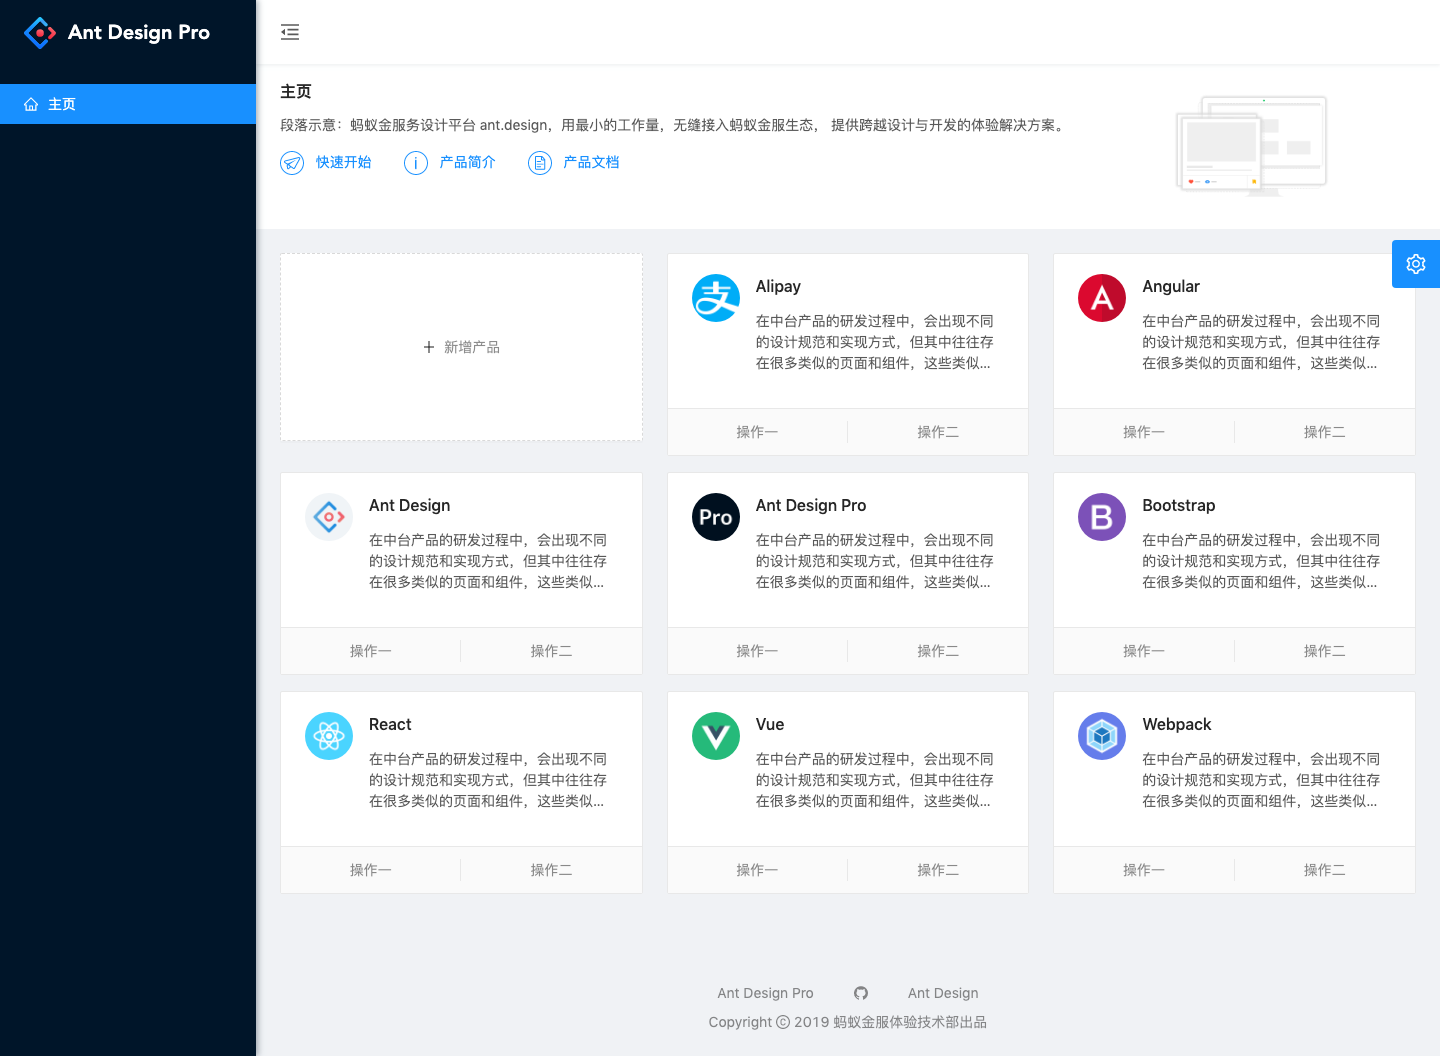 Ant Design Pro
主页
主页
段落示意：蚂蚁金服务设计平台 ant.design，用最小的工作量，无缝接入蚂蚁金服生态， 提供跨越设计与开发的体验解决方案。
快速开始 产品简介 产品文档
新增产品
Alipay
在中台产品的研发过程中，会出现不同
的设计规范和实现方式，但其中往往存
在很多类似的页面和组件，这些类似...
操作一 操作二
Angular
在中台产品的研发过程中，会出现不同
的设计规范和实现方式，但其中往往存
在很多类似的页面和组件，这些类似...
操作一 操作二
Ant Design
在中台产品的研发过程中，会出现不同
的设计规范和实现方式，但其中往往存
在很多类似的页面和组件，这些类似...
操作一 操作二
Pro
Ant Design Pro
在中台产品的研发过程中，会出现不同
的设计规范和实现方式，但其中往往存
在很多类似的页面和组件，这些类似...
操作一 操作二
B
Bootstrap
在中台产品的研发过程中，会出现不同
的设计规范和实现方式，但其中往往存
在很多类似的页面和组件，这些类似...
操作一 操作二
React
在中台产品的研发过程中，会出现不同
的设计规范和实现方式，但其中往往存
在很多类似的页面和组件，这些类似...
操作一 操作二
Vue
在中台产品的研发过程中，会出现不同
的设计规范和实现方式，但其中往往存
在很多类似的页面和组件，这些类似...
操作一 操作二
Webpack
在中台产品的研发过程中，会出现不同
的设计规范和实现方式，但其中往往存
在很多类似的页面和组件，这些类似...
操作一 操作二
Ant Design Pro Ant Design
Copyright © 2019 蚂蚁金服体验技术部出品